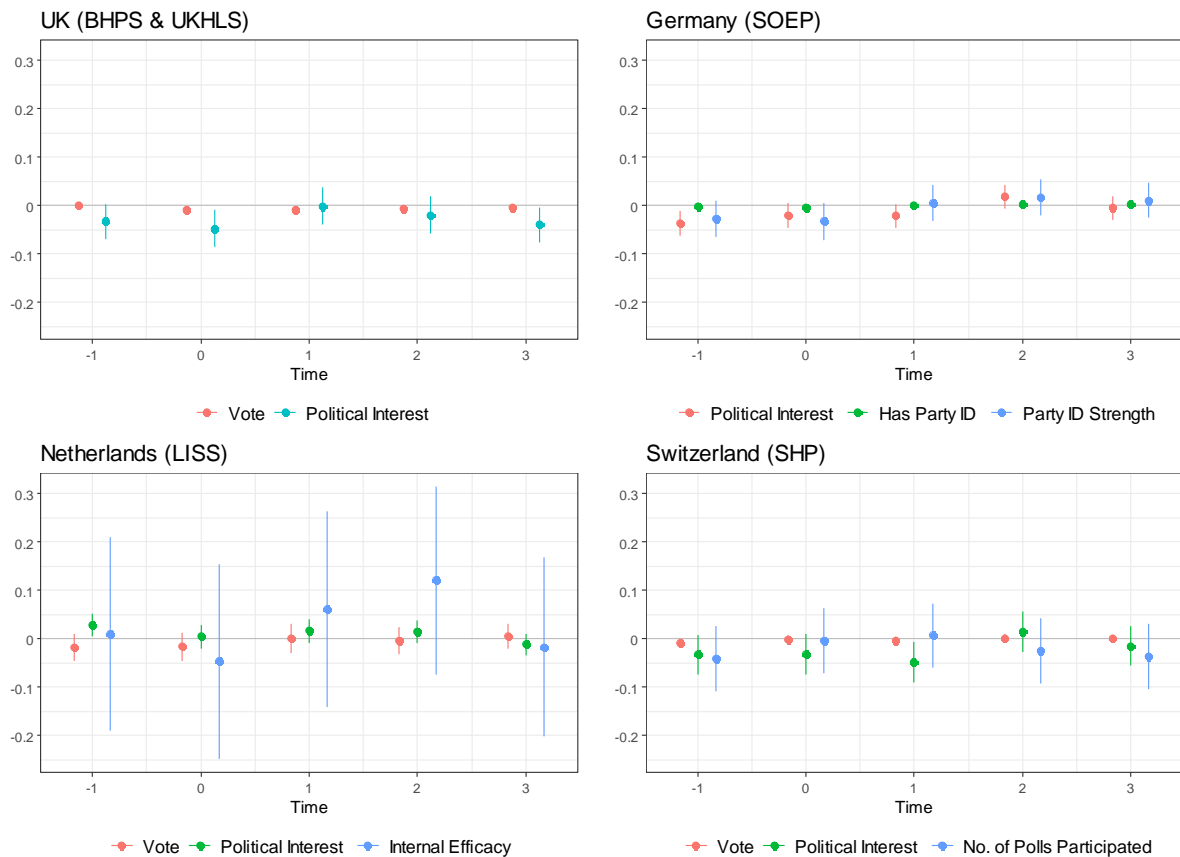 UK (BHPS & UKHLS)
0.3
0.2
0.1
0
-0.1
-0.2
-1 0 1 2 3
Time
Vote Political Interest
Germany (SOEP)
0.3
0.2
0.1
0
-0.1
-0.2
-1 0 1 2 3
Time
Political Interest Has Party ID Party ID Strength
Netherlands (LISS)
0.3
0.2
0.1
0
-0.1
-0.2
-1 0 1 2 3
Time
Vote Political Interest Internal Efficacy
Switzerland (SHP)
0.3
0.2
0.1
0
-0.1
-0.2
-1 0 1 2 3
Time
Vote Political Interest No. of Polls Participated